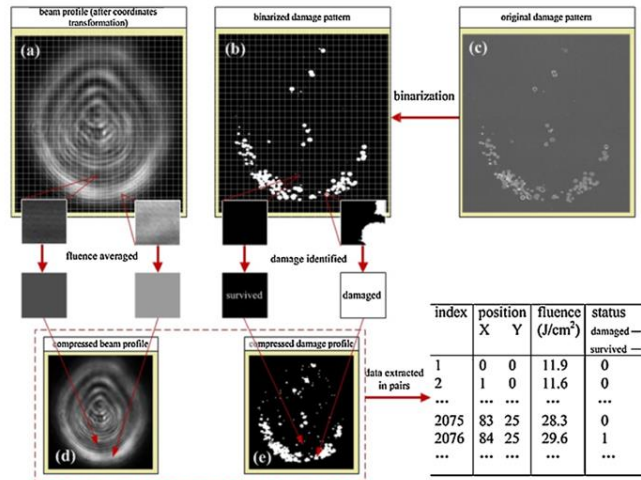 beam profile (after coordinates
transformation)
binarized damage pattern
original damage pattern
(a)
(b)
(c)
binarization
fluence averaged
damage identified
survived
damaged
compressed beam profile
compressed damage profile
data extracted
in pairs
(d)
(e)
index position fluence status
X Y (J/cm²) damaged —
survived —
1 0 0 11.9 0
2 1 0 11.6 0
... ... ... ...
2075 83 25 28.3 0
2076 84 25 29.6 1
... ... ... ...